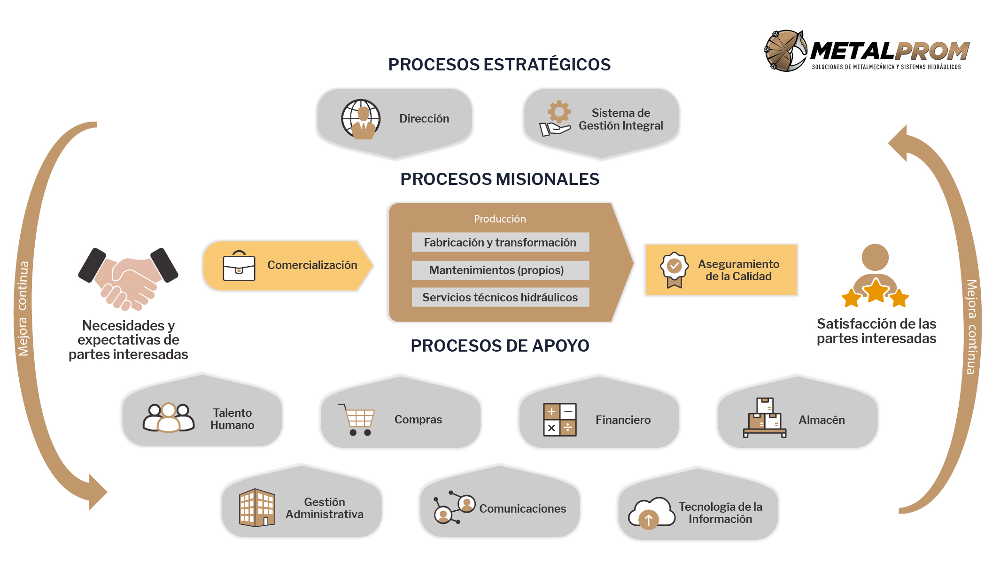 METALPROM
SOLUCIONES DE METALMECÁNICA Y SISTEMAS HIDRÁULICOS
PROCESOS ESTRATÉGICOS
Dirección
Sistema de
Gestión Integral
PROCESOS MISIONALES
Mejora continua
Necesidades y
expectativas de
partes interesadas
Comercialización
Producción
Fabricación y transformación
Mantenimientos (propios)
Servicios técnicos hidráulicos
Aseguramiento
de la Calidad
Satisfacción de las
partes interesadas
Mejora continua
PROCESOS DE APOYO
Talento
Humano
Compras
Financiero
Almacén
Gestión
Administrativa
Comunicaciones
Tecnología de la
Información